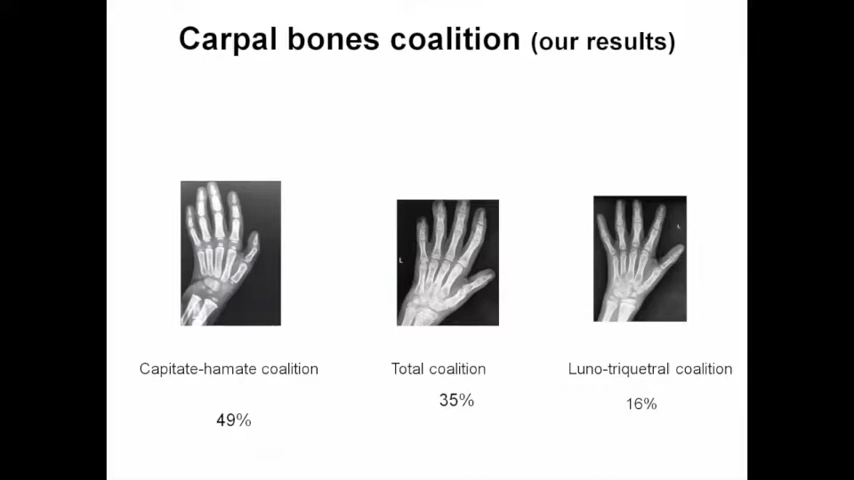 Carpal bones coalition (our results)
L
L
Capitate-hamate coalition
Total coalition
Luno-triquetral coalition
49%
35%
16%